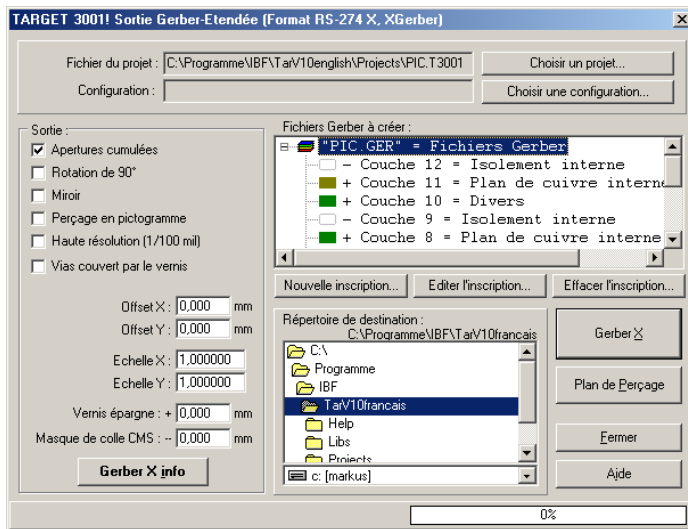 TARGET 3001! Sortie Gerber-Etendée (Format RS-274 X, XGerber)
Fichier du projet : C:\Programme\IBF\TarV10english\Projects\PIC.T3001
Choisir un projet...
Configuration :
Choisir une configuration...
Sortie :
Apertures cumulées
Rotation de 90°
Miroir
Perçage en pictogramme
Haute résolution (1/100 mil)
Vias couvert par le vernis
Offset X : 0,000 mm
Offset Y : 0,000 mm
Echelle X : 1,000000
Echelle Y : 1,000000
Vernis épargne : + 0,000 mm
Masque de colle CMS : -- 0,000 mm
Gerber X info
Fichiers Gerber à créer :
"PIC.GER" = Fichiers Gerber
- Couche 12 = Isolement interne
+ Couche 11 = Plan de cuivre interne
+ Couche 10 = Divers
- Couche 9 = Isolement interne
+ Couche 8 = Plan de cuivre interne
Nouvelle inscription...
Editer l'inscription...
Effacer l'inscription...
Répertoire de destination :
C:\Programme\IBF\TarV10francais
C:\
Programme
IBF
TarV10francais
Help
Libs
Projects
c: [markus]
Gerber X
Plan de Perçage
Fermer
Aide
0%